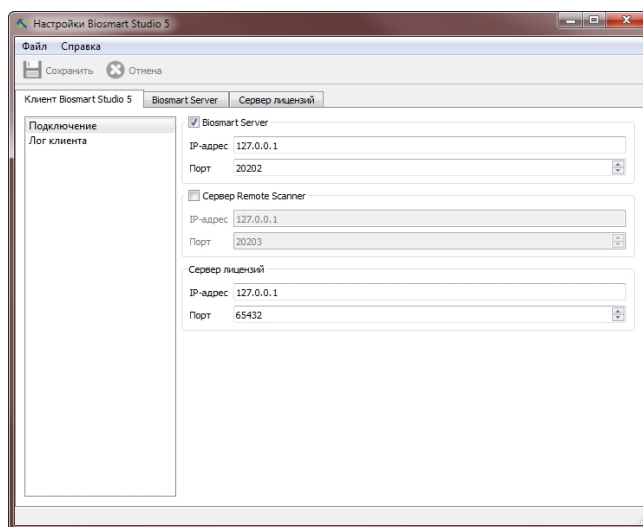 Настройки Biosmart Studio 5
Файл Справка
Сохранить Отмена
Клиент Biosmart Studio 5 Biosmart Server Сервер лицензий
Подключение
Лог клиента
Biosmart Server
IP-адрес 127.0.0.1
Порт 20202
Сервер Remote Scanner
IP-адрес 127.0.0.1
Порт 20203
Сервер лицензий
IP-адрес 127.0.0.1
Порт 65432